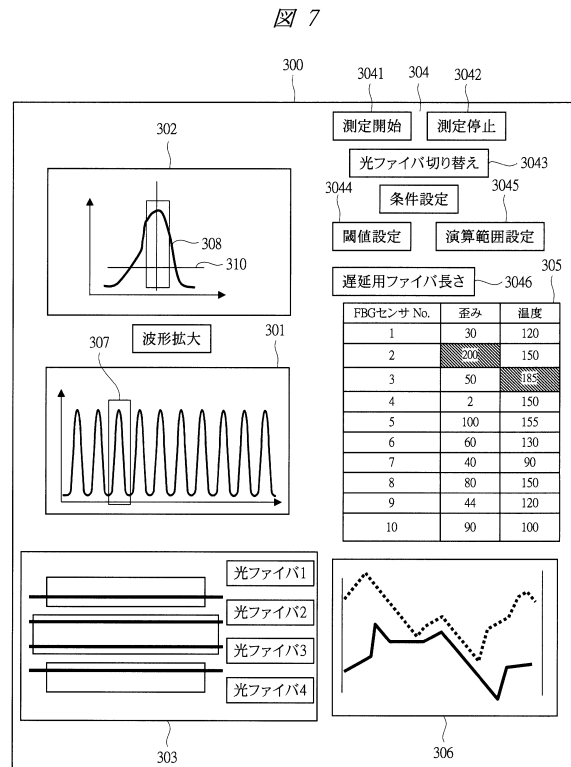 図 7
300
3041
304
3042
測定開始
測定停止
302
光ファイバ切り替え
3043
3044
条件設定
3045
308
閾値設定
演算範囲設定
310
遅延用ファイバ長さ
3046
305
波形拡大
301
307
FBGセンサ No. 歪み 温度
1 30 120
2 200 150
3 50 185
4 2 150
5 100 155
6 60 130
7 40 90
8 80 150
9 44 120
10 90 100
光ファイバ1
光ファイバ2
光ファイバ3
光ファイバ4
303
306